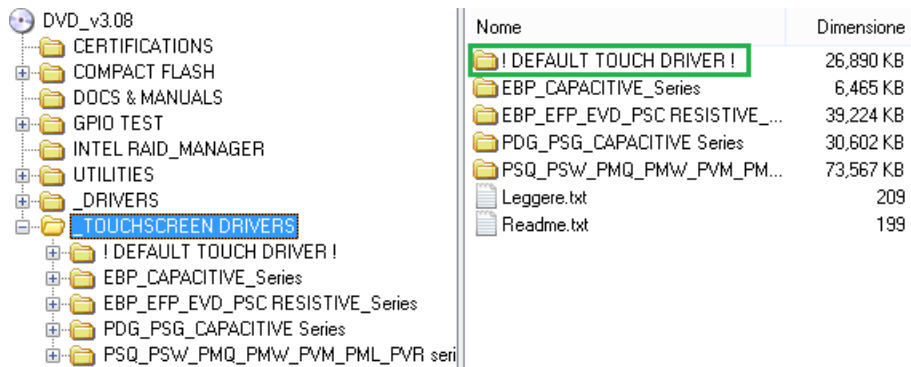 DVD_v3.08
CERTIFICATIONS
COMPACT FLASH
DOCS & MANUALS
GPIO TEST
INTEL RAID_MANAGER
UTILITIES
_DRIVERS
_TOUCHSCREEN DRIVERS
! DEFAULT TOUCH DRIVER !
EBP_CAPACITIVE_Series
EBP_EFP_EVD_PSC RESISTIVE_Series
PDG_PSG_CAPACITIVE Series
PSQ_PSW_PMQ_PMW_PVM_PML_PVR seri
Nome Dimensione
! DEFAULT TOUCH DRIVER ! 26,890 KB
EBP_CAPACITIVE_Series 6,465 KB
EBP_EFP_EVD_PSC RESISTIVE_... 39,224 KB
PDG_PSG_CAPACITIVE Series 30,602 KB
PSQ_PSW_PMQ_PMW_PVM_PM... 73,567 KB
Leggere.txt 209
Readme.txt 199